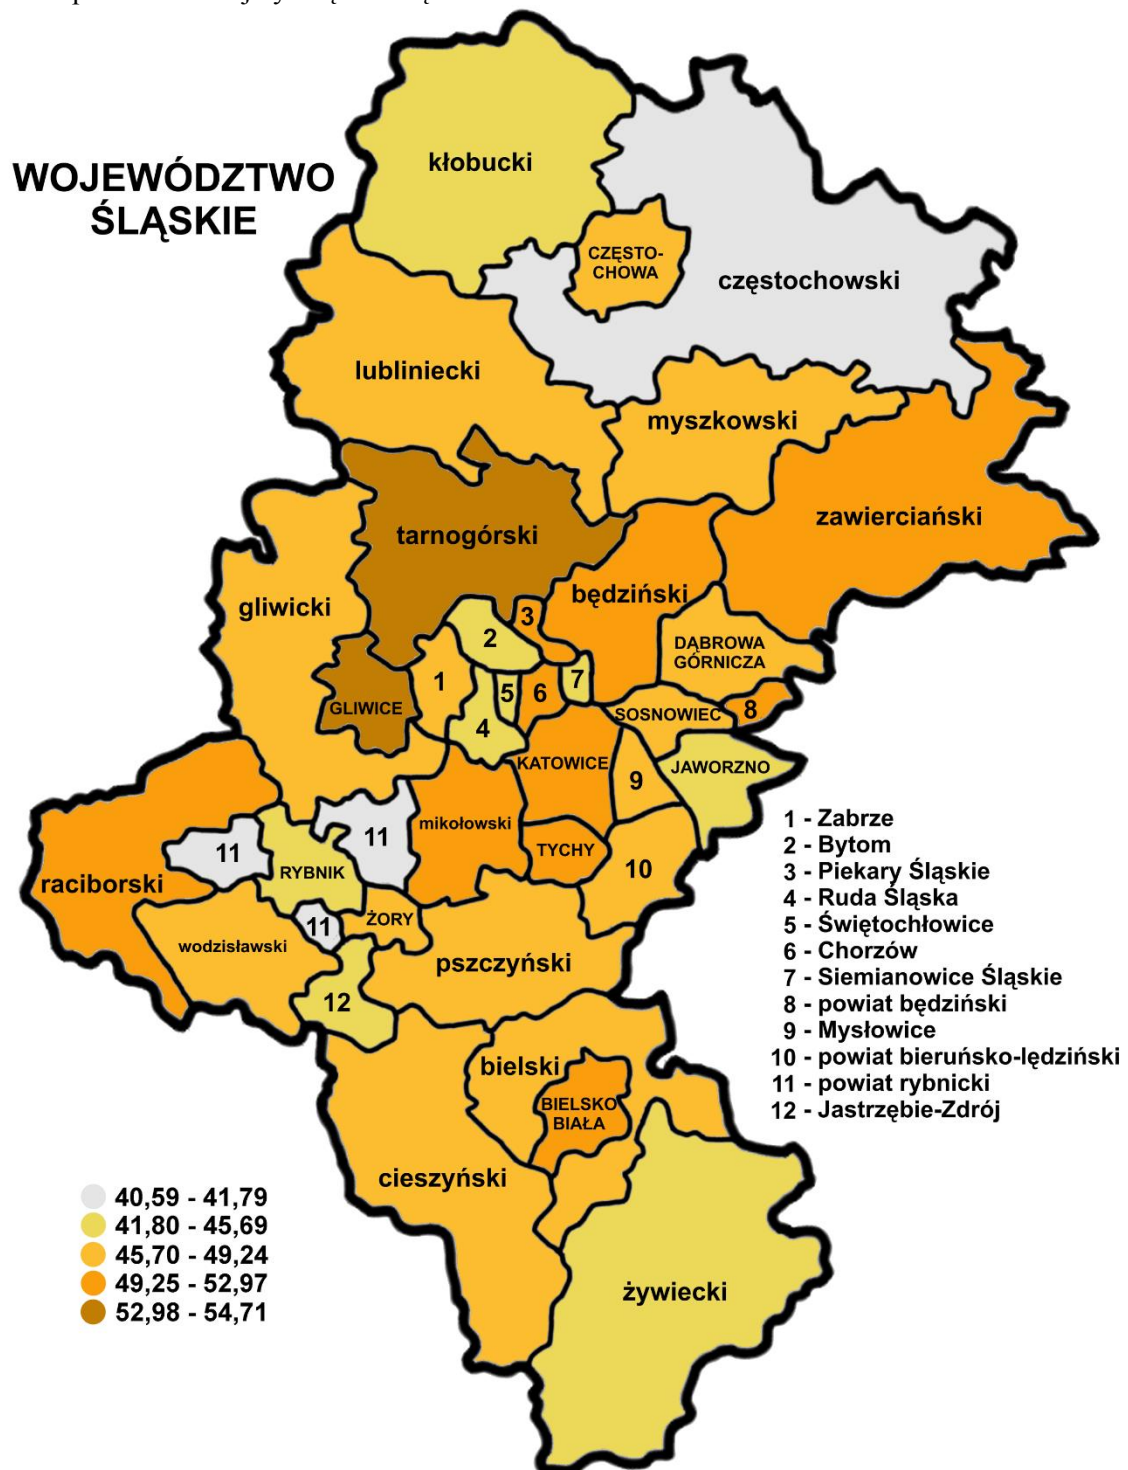 WOJEWÓDZTWO
ŚLĄSKIE
kłobucki
CZĘSTO-
CHOWA
częstochowski
lubliniecki
myszkowski
zawierciański
tarnogórski
będziński
gliwicki
3
2
DĄBROWA
GÓRNICZA
1
5
6
7
GLIWICE
4
SOSNOWIEC
8
KATOWICE
9
JAWORZNO
mikołowski
11
11
TYCHY
10
RYBNIK
raciborski
11
ŻORY
wodzisławski
pszczyński
12
bielski
BIELSKO
BIAŁA
cieszyński
żywiecki
1 - Zabrze
2 - Bytom
3 - Piekary Śląskie
4 - Ruda Śląska
5 - Świętochłowice
6 - Chorzów
7 - Siemianowice Śląskie
8 - powiat będziński
9 - Mysłowice
10 - powiat bieruńsko-lędziński
11 - powiat rybnicki
12 - Jastrzębie-Zdrój
40,59 - 41,79
41,80 - 45,69
45,70 - 49,24
49,25 - 52,97
52,98 - 54,71